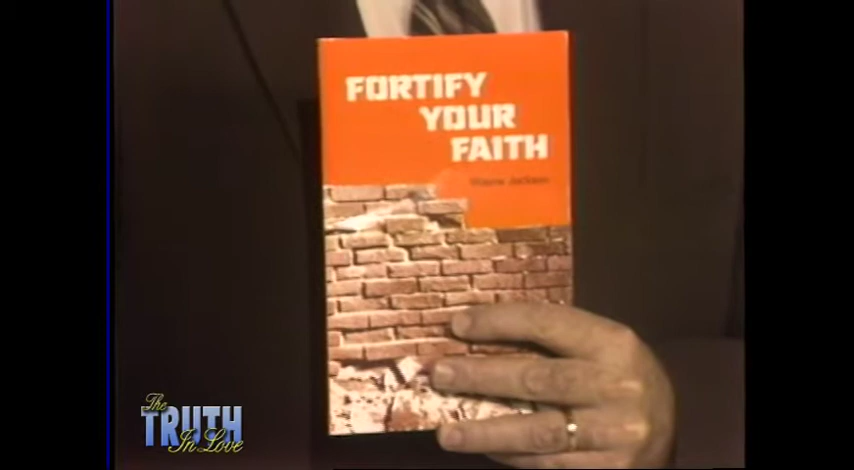 FORTIFY
YOUR
FAITH
Wayne Jackson
The
TRUTH
In Love